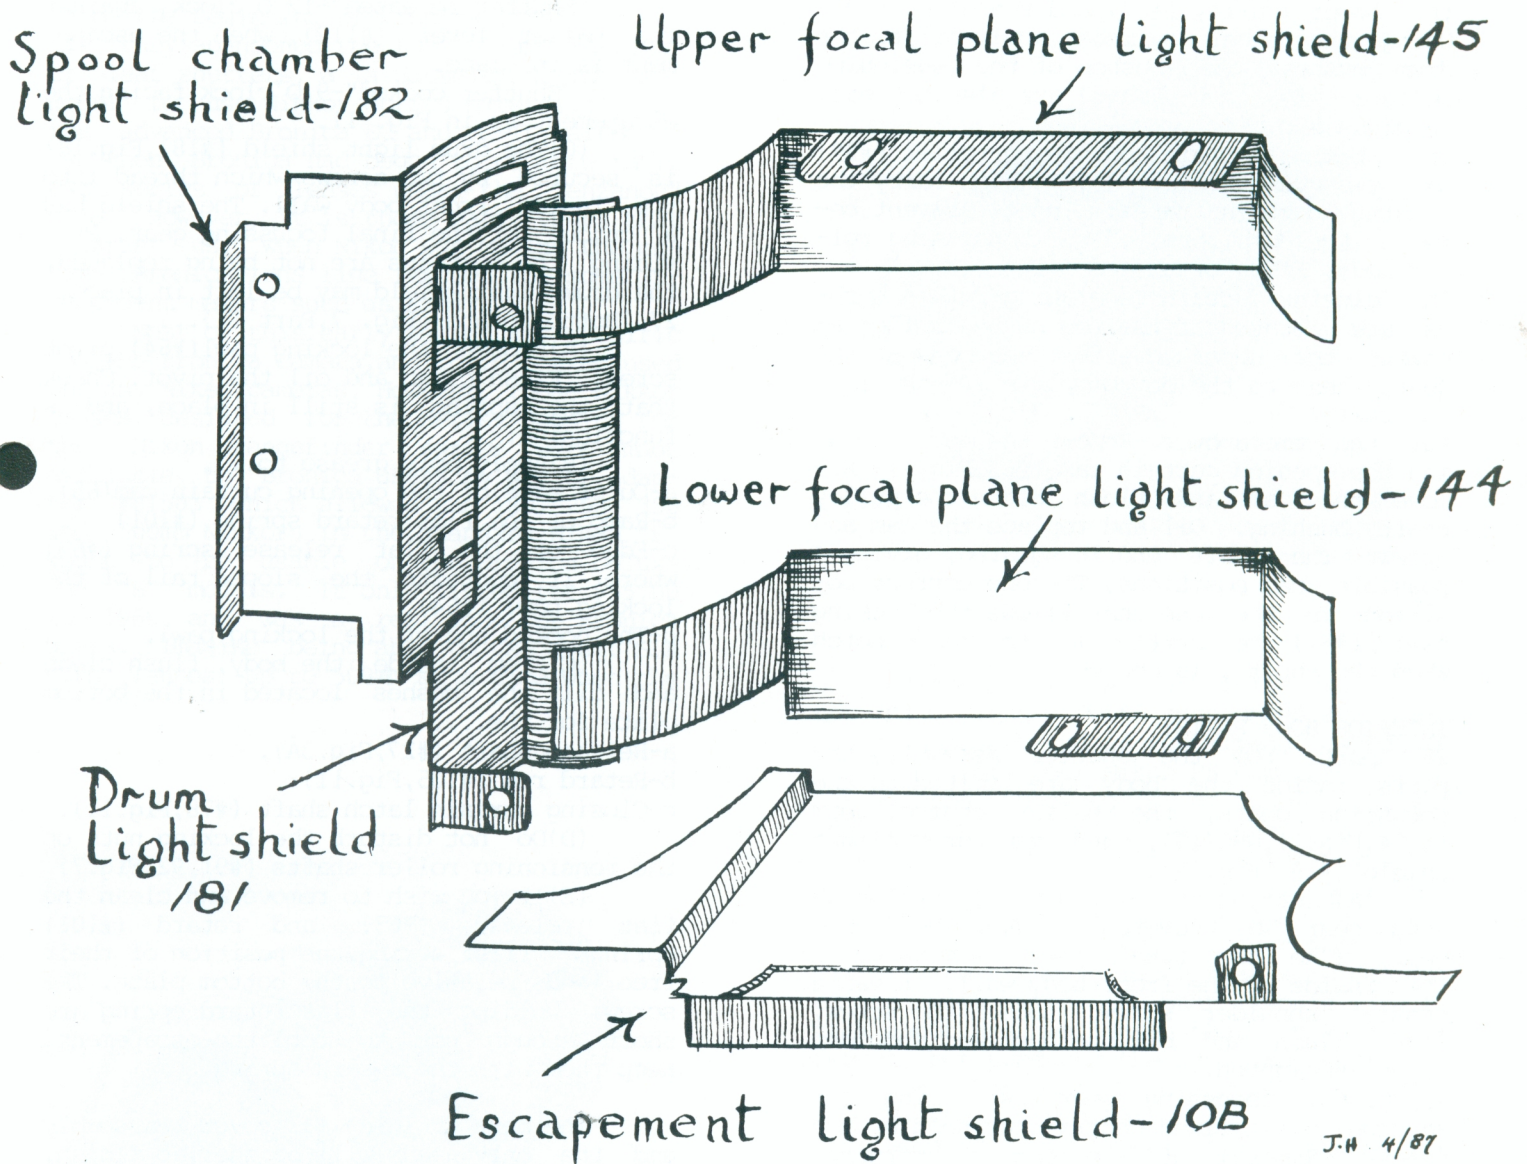 Spool chamber
light shield-182
Upper focal plane light shield-145
Lower focal plane light shield-144
Drum
light shield
181
Escapement light shield-10B
J.H 4/87